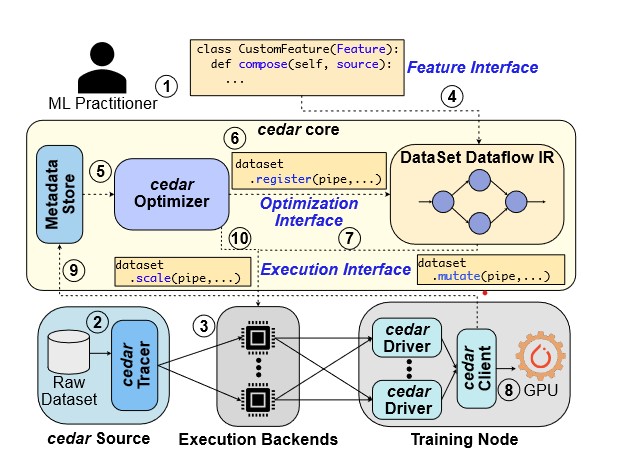 class CustomFeature(Feature):
def compose(self, source):
...
Feature Interface
1
ML Practitioner
4
cedar core
6
DataSet Dataflow IR
Metadata
Store
5
cedar
Optimizer
dataset
.register(pipe,...)
Optimization
Interface
10
7
9
dataset
.scale(pipe,...)
Execution Interface
dataset
.mutate(pipe,...)
2
3
Raw
Dataset
cedar
Tracer
cedar
Driver
cedar
Driver
cedar
Client
8
GPU
cedar Source
Execution Backends
Training Node